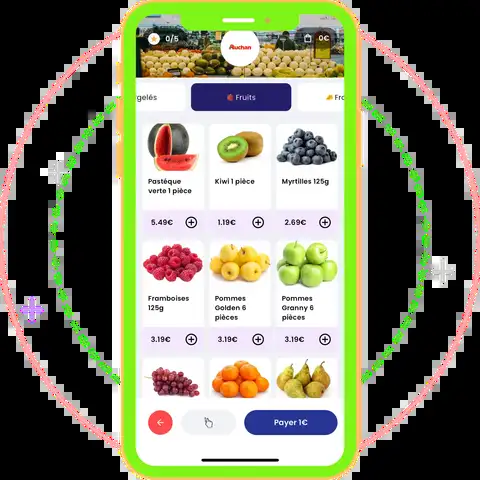 0/5
Auchan
0€
gelés
Fruits
Fro
Pastèque
verte 1 pièce
Kiwi 1 pièce
Myrtilles 125g
5.49€
1.19€
2.69€
Framboises
125g
Pommes
Golden 6
pièces
Pommes
Granny 6
pièces
3.19€
3.19€
3.19€
Payer 1€